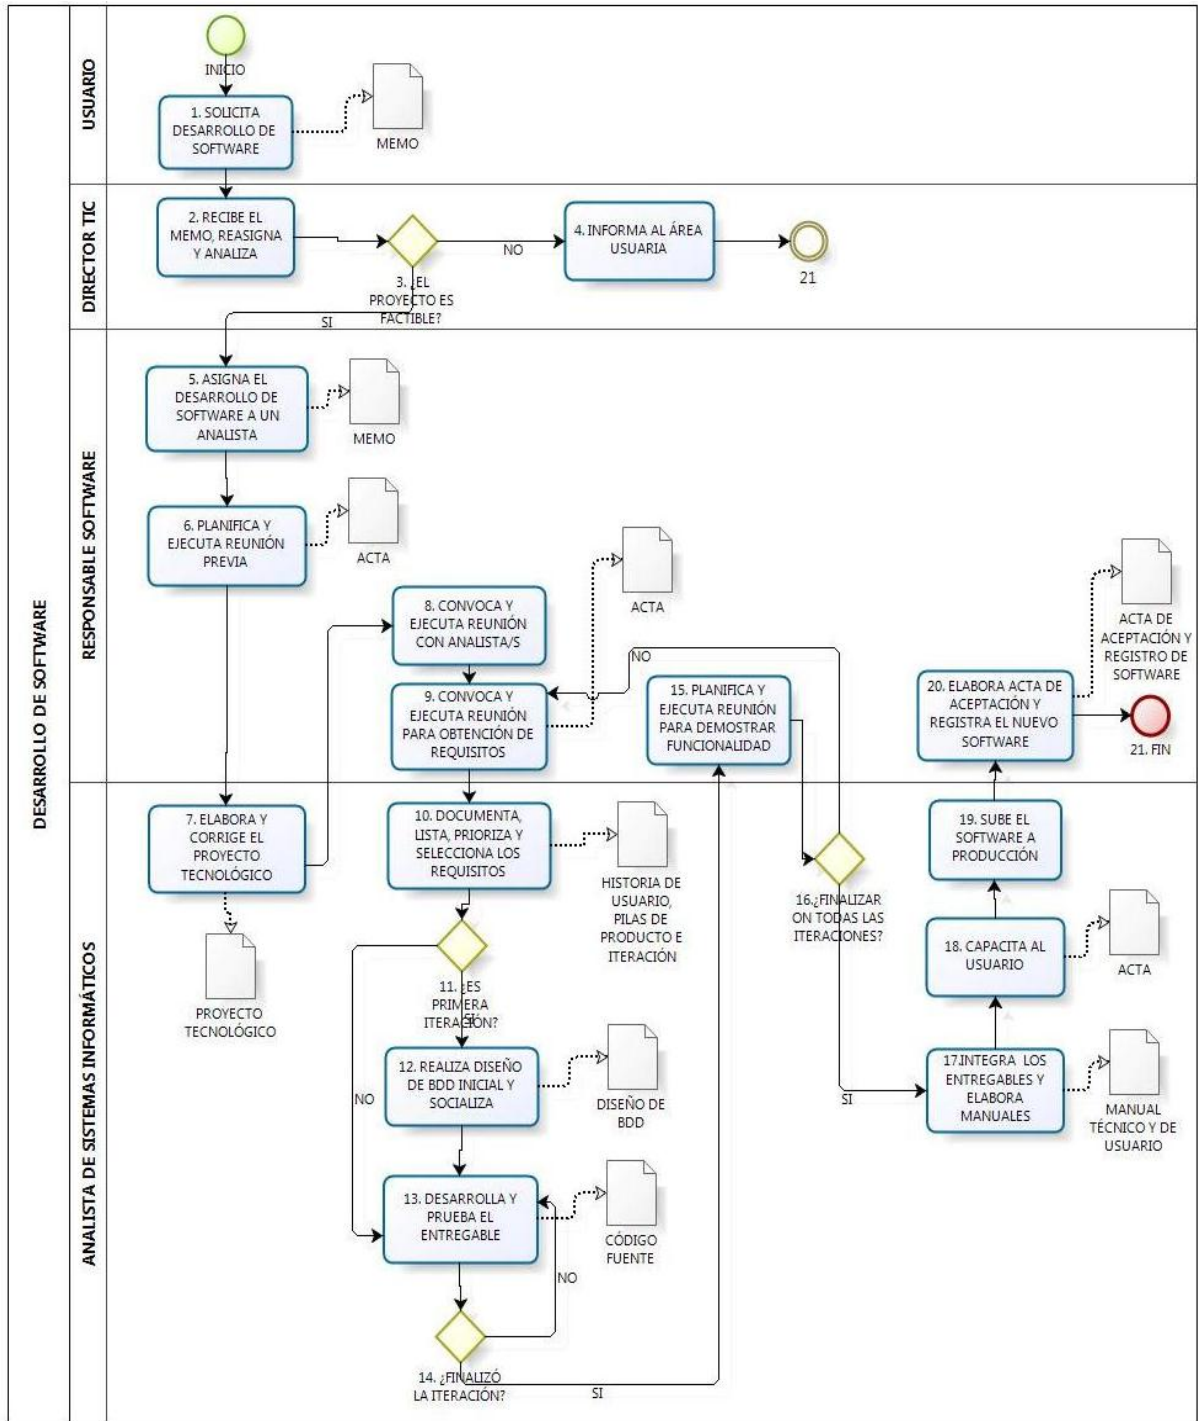 DESARROLLO DE SOFTWARE
USUARIO
INICIO
1. SOLICITA
DESARROLLO DE
SOFTWARE
MEMO
DIRECTOR TIC
2. RECIBE EL
MEMO, REASIGNA
Y ANALIZA
3. ¿EL
PROYECTO ES
FACTIBLE?
NO
SI
4. INFORMA AL ÁREA
USUARIA
21
RESPONSABLE SOFTWARE
5. ASIGNA EL
DESARROLLO DE
SOFTWARE A UN
ANALISTA
MEMO
6. PLANIFICA Y
EJECUTA REUNIÓN
PREVIA
ACTA
8. CONVOCA Y
EJECUTA REUNIÓN
CON ANALISTA/S
9. CONVOCA Y
EJECUTA REUNIÓN
PARA OBTENCIÓN DE
REQUISITOS
ACTA
NO
15. PLANIFICA Y
EJECUTA REUNIÓN
PARA DEMOSTRAR
FUNCIONALIDAD
20. ELABORA ACTA DE
ACEPTACIÓN Y
REGISTRA EL NUEVO
SOFTWARE
ACTA DE
ACEPTACIÓN Y
REGISTRO DE
SOFTWARE
21. FIN
ANALISTA DE SISTEMAS INFORMÁTICOS
7. ELABORA Y
CORRIGE EL
PROYECTO
TECNOLÓGICO
PROYECTO
TECNOLÓGICO
10. DOCUMENTA,
LISTA, PRIORIZA Y
SELECCIONA LOS
REQUISITOS
HISTORIA DE
USUARIO,
PILAS DE
PRODUCTO E
ITERACIÓN
11. ¿ES
PRIMERA
ITERACIÓN?
SI
NO
12. REALIZA DISEÑO
DE BDD INICIAL Y
SOCIALIZA
DISEÑO DE
BDD
13. DESARROLLA Y
PRUEBA EL
ENTREGABLE
CÓDIGO
FUENTE
NO
14. ¿FINALIZÓ
LA ITERACIÓN?
SI
16.¿FINALIZAR
ON TODAS LAS
ITERACIONES?
SI
19. SUBE EL
SOFTWARE A
PRODUCCIÓN
18. CAPACITA AL
USUARIO
ACTA
17.INTEGRA LOS
ENTREGABLES Y
ELABORA
MANUALES
MANUAL
TÉCNICO Y DE
USUARIO